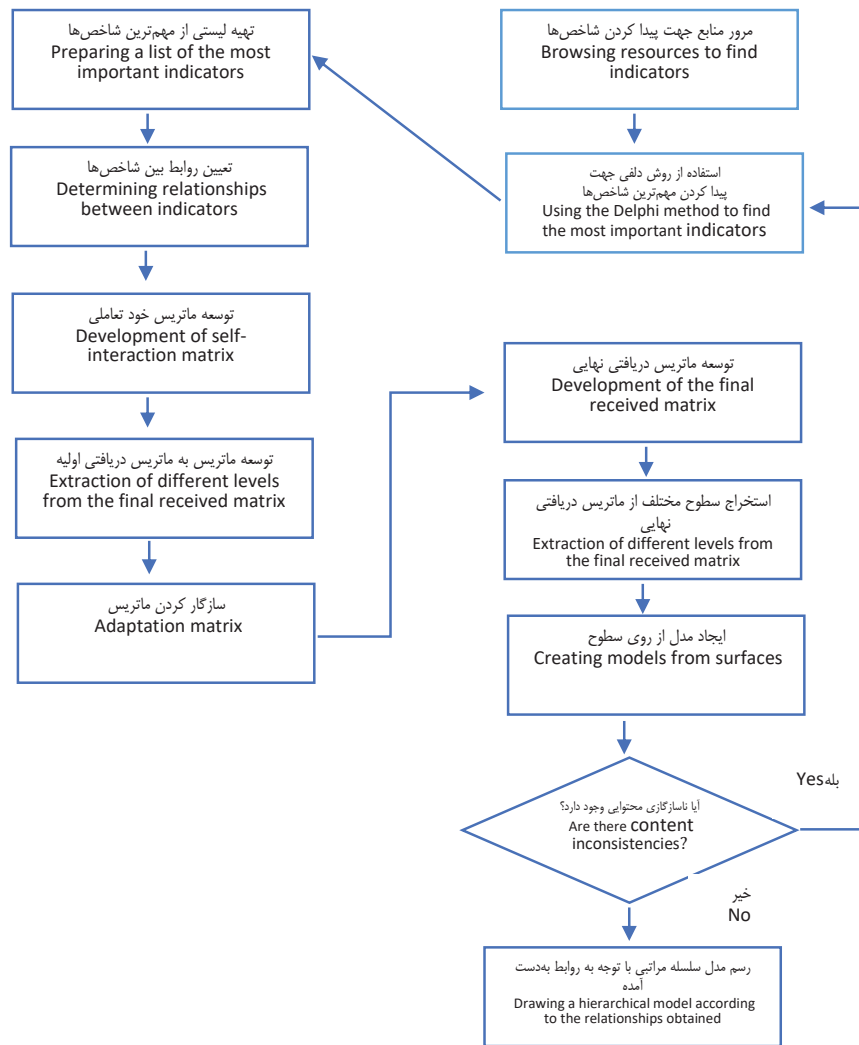 مرور منابع جهت پیدا کردن شاخص‌ها
Browsing resources to find
indicators
استفاده از روش دلفی جهت
پیدا کردن مهم‌ترین شاخص‌ها
Using the Delphi method to find
the most important indicators
تهیه لیستی از مهم‌ترین شاخص‌ها
Preparing a list of the most
important indicators
تعیین روابط بین شاخص‌ها
Determining relationships
between indicators
توسعه ماتریس خود تعاملی
Development of self-
interaction matrix
توسعه ماتریس به ماتریس دریافتی اولیه
Extraction of different levels
from the final received matrix
سازگار کردن ماتریس
Adaptation matrix
توسعه ماتریس دریافتی نهایی
Development of the final
received matrix
استخراج سطوح مختلف از ماتریس دریافتی
نهایی
Extraction of different levels from
the final received matrix
ایجاد مدل از روی سطوح
Creating models from surfaces
آیا ناسازگازی محتوایی وجود دارد؟
Are there content
inconsistencies?
Yes بله
خیر
No
رسم مدل سلسله مراتبی با توجه به روابط به‌دست
آمده
Drawing a hierarchical model according
to the relationships obtained